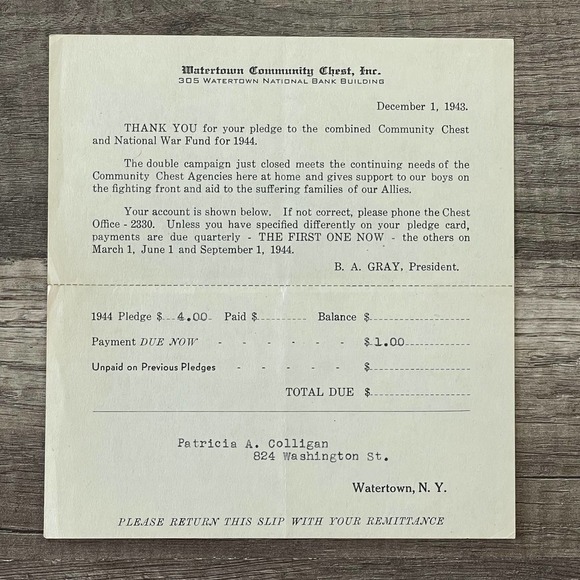 Watertown Community Chest, Inc.
305 Watertown National Bank Building
December 1, 1943.
THANK YOU for your pledge to the combined Community Chest
and National War Fund for 1944.
The double campaign just closed meets the continuing needs of the
Community Chest Agencies here at home and gives support to our boys on
the fighting front and aid to the suffering families of our Allies.
Your account is shown below. If not correct, please phone the Chest
Office - 2330. Unless you have specified differently on your pledge card,
payments are due quarterly - THE FIRST ONE NOW - the others on
March 1, June 1 and September 1, 1944.
B. A. GRAY, President.
1944 Pledge $ 4.00 Paid $ Balance $
Payment DUE NOW - - - - - - $ 1.00
Unpaid on Previous Pledges - - - - - $
TOTAL DUE $
Patricia A. Colligan
824 Washington St.
Watertown, N. Y.
PLEASE RETURN THIS SLIP WITH YOUR REMITTANCE